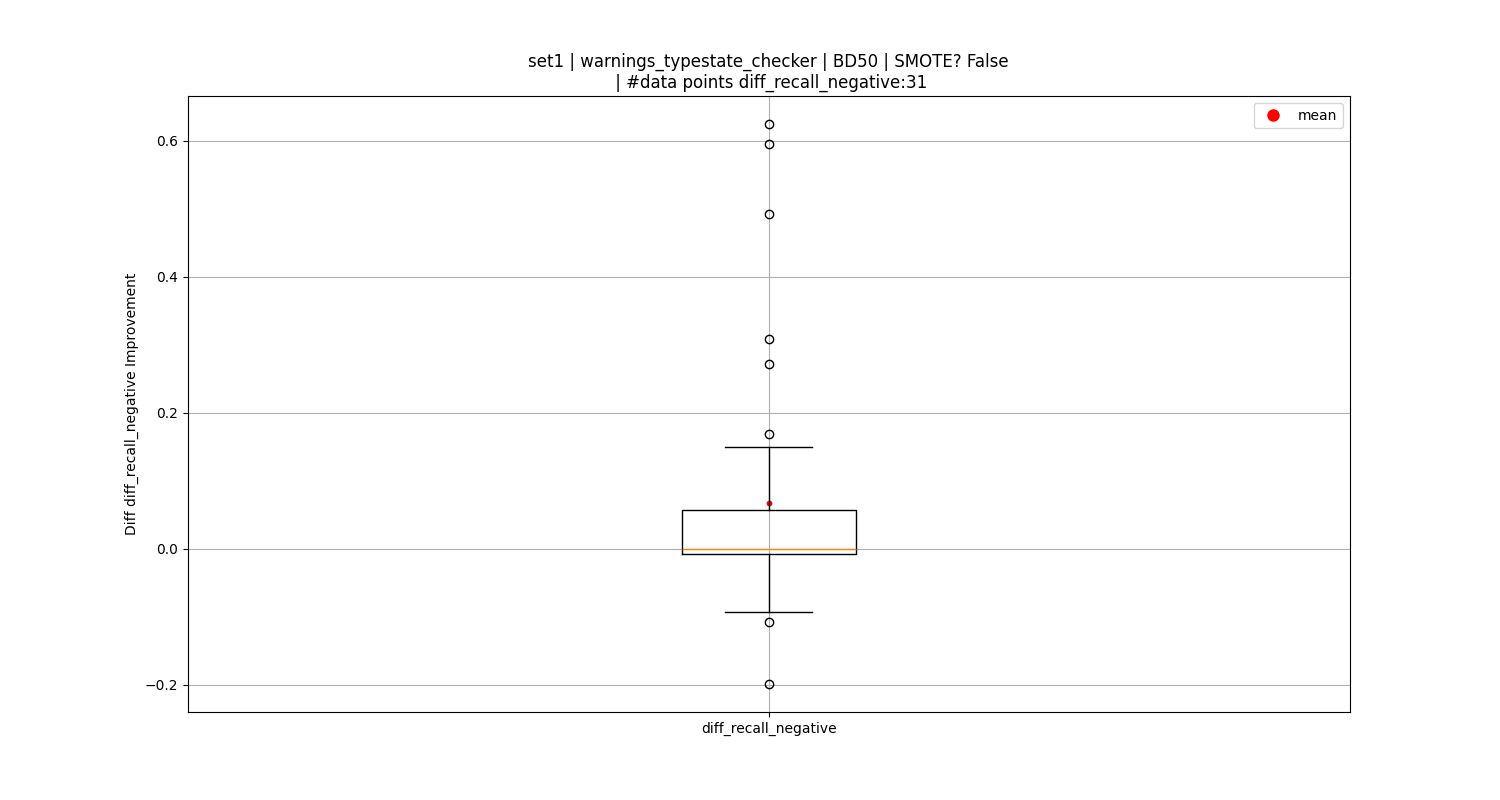 set1 | warnings_typestate_checker | BD50 | SMOTE? False
| #data points diff_recall_negative:31
mean
0.6
0.4
0.2
0.0
−0.2
Diff diff_recall_negative Improvement
diff_recall_negative